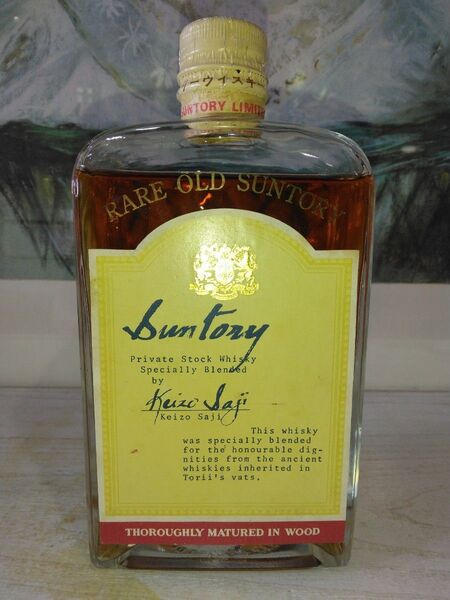 ーウイスキー
SUNTORY LIMIT
RARE OLD SUNTORY
Suntory
Private Stock Whisky
Specially Blended
by
Keizo Saji
Keizo Saji
This whisky
was specially blended
for the honourable dig-
nities from the ancient
whiskies inherited in
Torii's vats.
THOROUGHLY MATURED IN WOOD